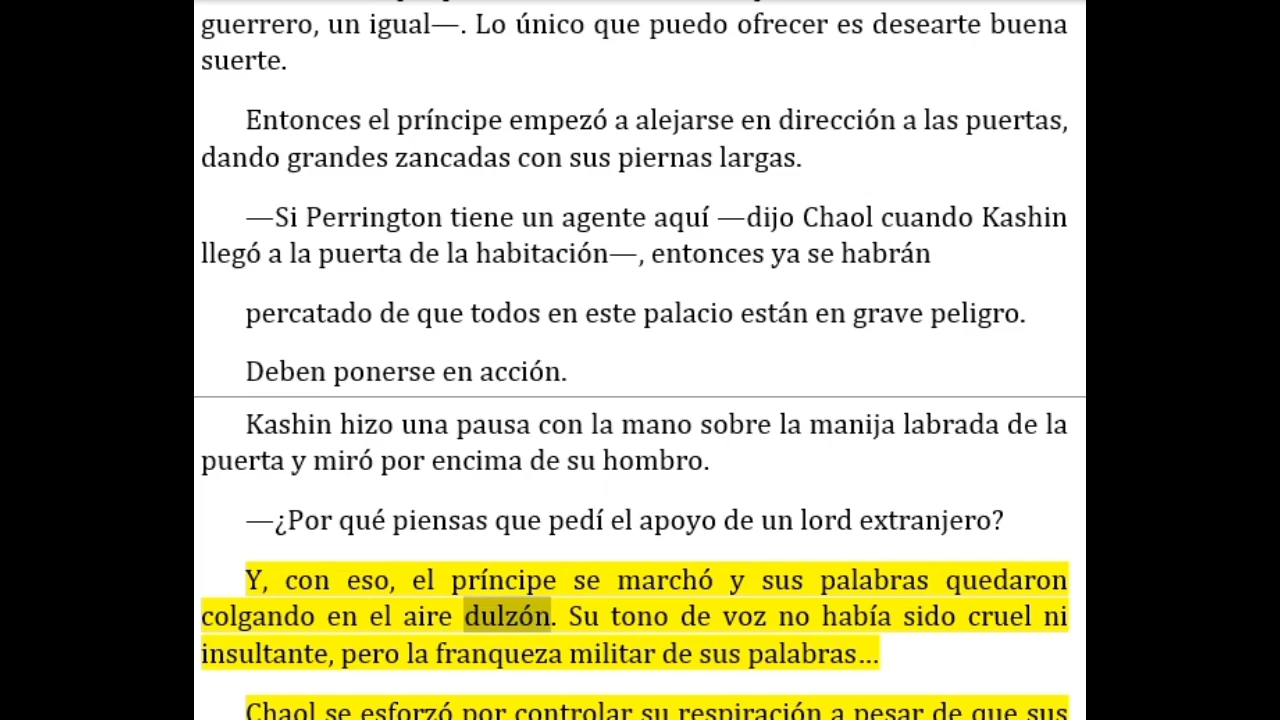 guerrero, un igual—. Lo único que puedo ofrecer es desearte buena
suerte.
Entonces el príncipe empezó a alejarse en dirección a las puertas,
dando grandes zancadas con sus piernas largas.
—Si Perrington tiene un agente aquí —dijo Chaol cuando Kashin
llegó a la puerta de la habitación—, entonces ya se habrán
percatado de que todos en este palacio están en grave peligro.
Deben ponerse en acción.
Kashin hizo una pausa con la mano sobre la manija labrada de la
puerta y miró por encima de su hombro.
—¿Por qué piensas que pedí el apoyo de un lord extranjero?
Y, con eso, el príncipe se marchó y sus palabras quedaron
colgando en el aire dulzón. Su tono de voz no había sido cruel ni
insultante, pero la franqueza militar de sus palabras…
Chaol se esforzó por controlar su respiración a pesar de que sus